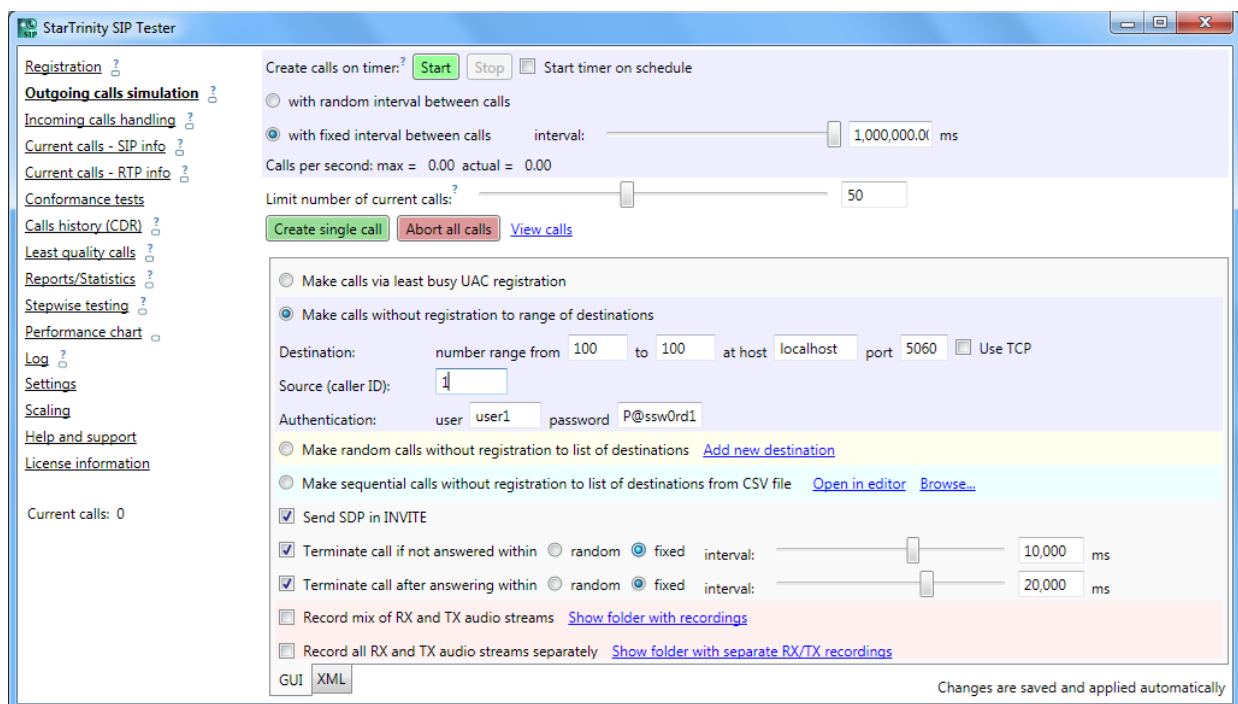 StarTrinity SIP Tester
Registration ?
Outgoing calls simulation ?
Incoming calls handling ?
Current calls - SIP info ?
Current calls - RTP info ?
Conformance tests
Calls history (CDR) ?
Least quality calls ?
Reports/Statistics ?
Stepwise testing ?
Performance chart
Log ?
Settings
Scaling
Help and support
License information
Current calls: 0
Create calls on timer:? Start Stop Start timer on schedule
with random interval between calls
with fixed interval between calls interval: 1,000,000.0( ms
Calls per second: max = 0.00 actual = 0.00
Limit number of current calls:? 50
Create single call Abort all calls View calls
Make calls via least busy UAC registration
Make calls without registration to range of destinations
Destination: number range from 100 to 100 at host localhost port 5060 Use TCP
Source (caller ID): 1
Authentication: user user1 password P@ssw0rd1
Make random calls without registration to list of destinations Add new destination
Make sequential calls without registration to list of destinations from CSV file Open in editor Browse...
Send SDP in INVITE
Terminate call if not answered within random fixed interval: 10,000 ms
Terminate call after answering within random fixed interval: 20,000 ms
Record mix of RX and TX audio streams Show folder with recordings
Record all RX and TX audio streams separately Show folder with separate RX/TX recordings
GUI XML
Changes are saved and applied automatically